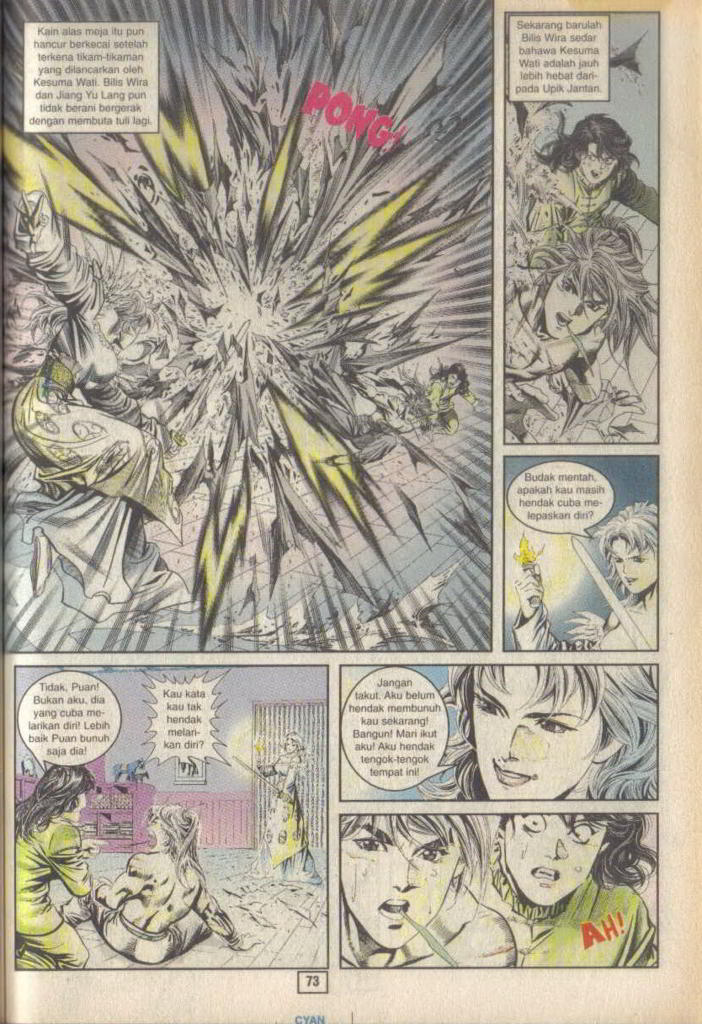 Kain alas meja itu pun
hancur berkecai setelah
terkena tikam-tikaman
yang dilancarkan oleh
Kesuma Wati. Bilis Wira
dan Jiang Yu Lang pun
tidak berani bergerak
dengan membuta tuli lagi.
PONG!
Sekarang barulah
Bilis Wira sedar
bahawa Kesuma
Wati adalah jauh
lebih hebat dari-
pada Upik Jantan.
Budak mentah,
apakah kau masih
hendak cuba me-
lepaskan diri?
Tidak, Puan!
Bukan aku, dia
yang cuba me-
larikan diri! Lebih
baik Puan bunuh
saja dia!
Kau kata
kau tak
hendak
melari-
kan diri?
Jangan
takut. Aku belum
hendak membunuh
kau sekarang!
Bangun! Mari ikut
aku! Aku hendak
tengok-tengok
tempat ini!
AH!
73
CYAN